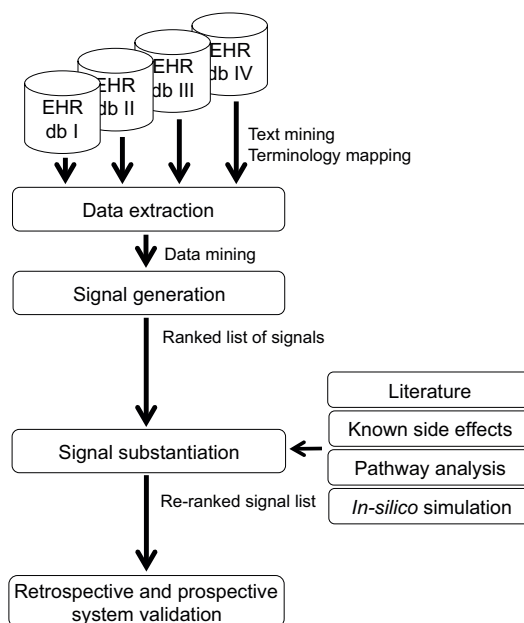 EHR
db I
EHR
db II
EHR
db III
EHR
db IV
Text mining
Terminology mapping
Data extraction
Data mining
Signal generation
Ranked list of signals
Literature
Known side effects
Signal substantiation
Pathway analysis
In-silico simulation
Re-ranked signal list
Retrospective and prospective
system validation